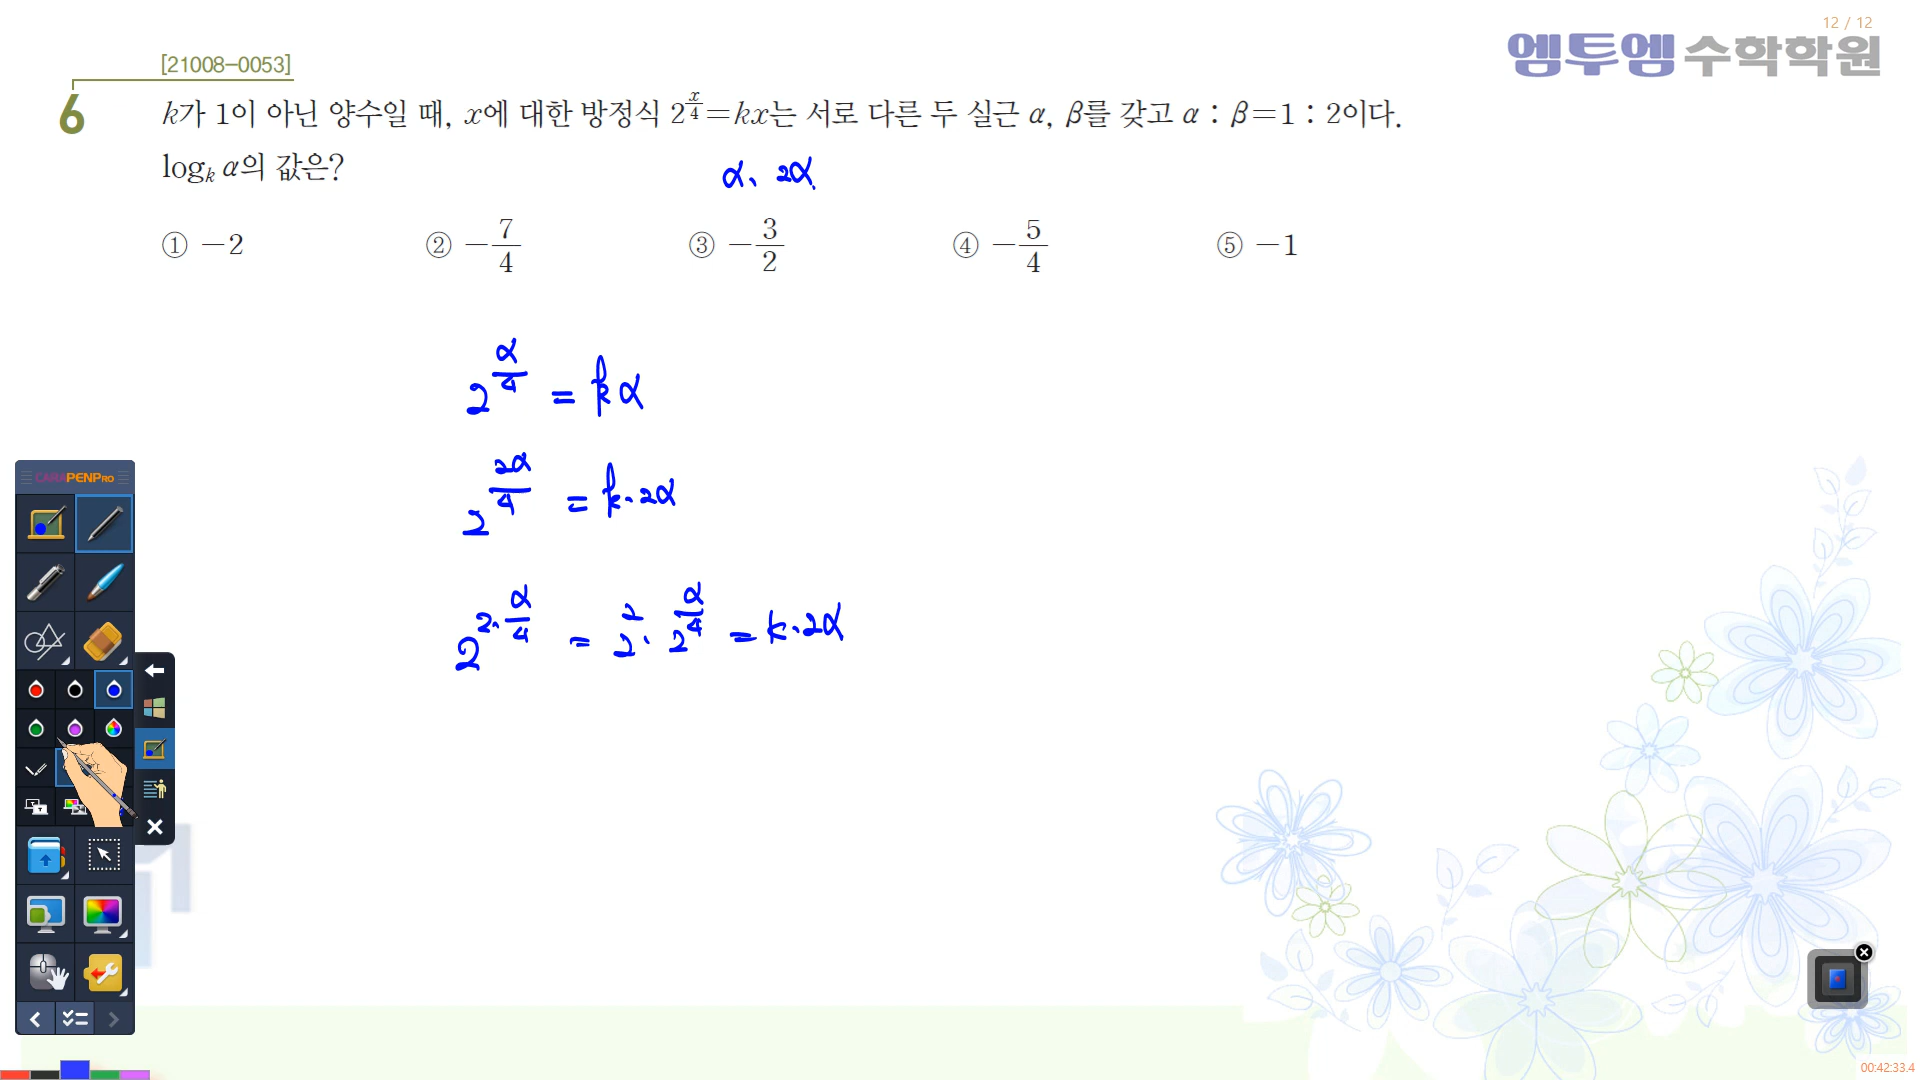 12 / 12
엠투엠 수학학원
[21008-0053]
6 k가 1이 아닌 양수일 때, x에 대한 방정식 2^{x/4}=kx는 서로 다른 두 실근 α, β를 갖고 α : β=1 : 2이다.
log_k α의 값은?
α, 2α
① -2 ② -7/4 ③ -3/2 ④ -5/4 ⑤ -1
2^{α/4} = kα
2^{2α/4} = k·2α
2^{2·α/4} = 2^2·2^{α/4} = k·2α
CARAPENPRO
00:42:33.4